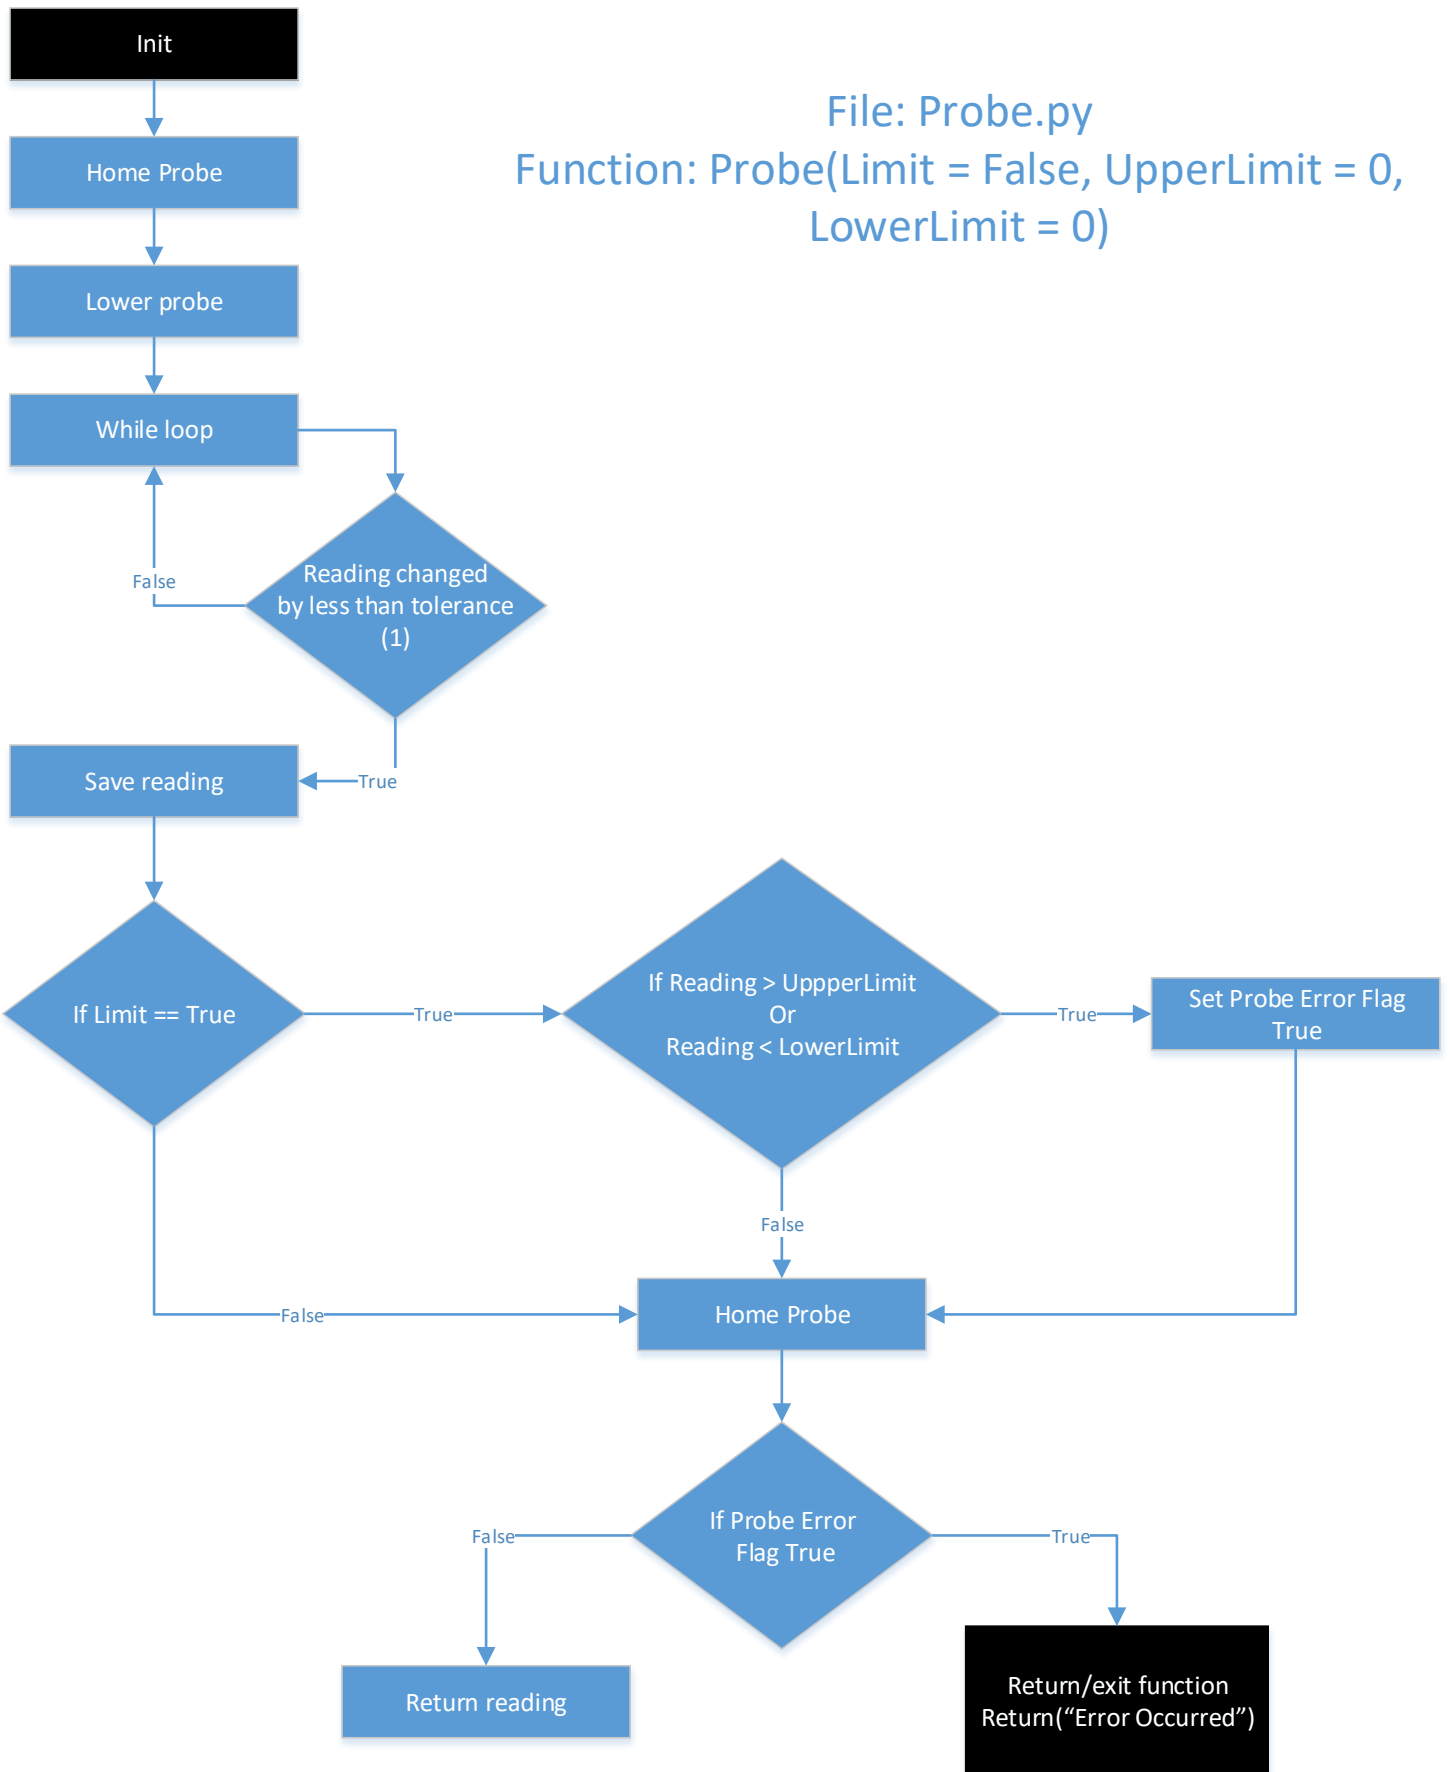 Init
File: Probe.py
Function: Probe(Limit = False, UpperLimit = 0,
LowerLimit = 0)
Home Probe
Lower probe
While loop
Reading changed
by less than tolerance
(1)
False
True
Save reading
If Limit == True
True
If Reading > UppperLimit
Or
Reading < LowerLimit
True
Set Probe Error Flag
True
False
False
Home Probe
If Probe Error
Flag True
False
True
Return reading
Return/exit function
Return(“Error Occurred”)